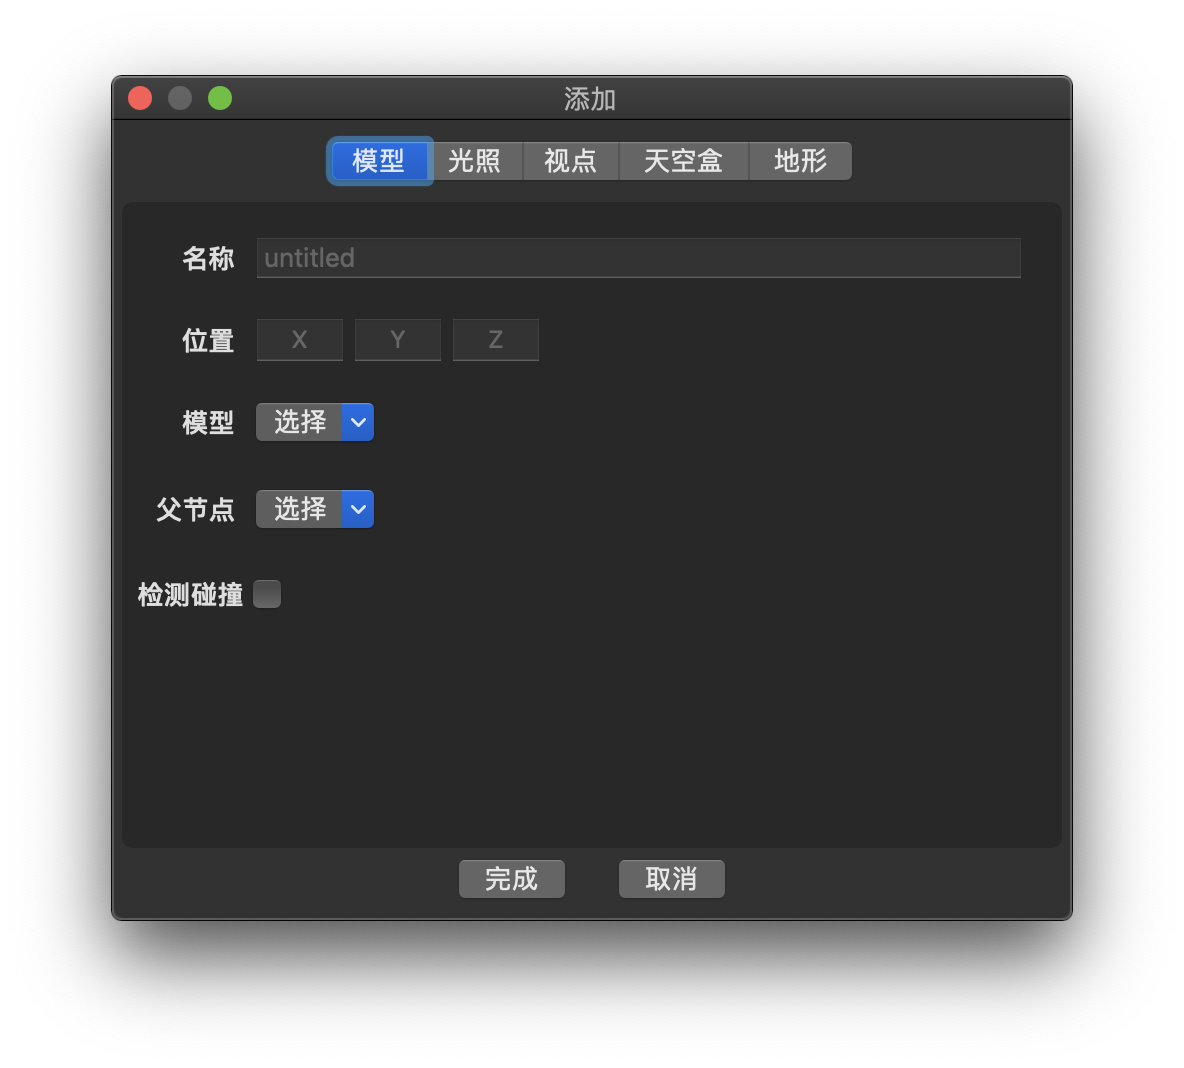 添加
模型 光照 视点 天空盒 地形
名称 untitled
位置 X Y Z
模型 选择
父节点 选择
检测碰撞
完成 取消